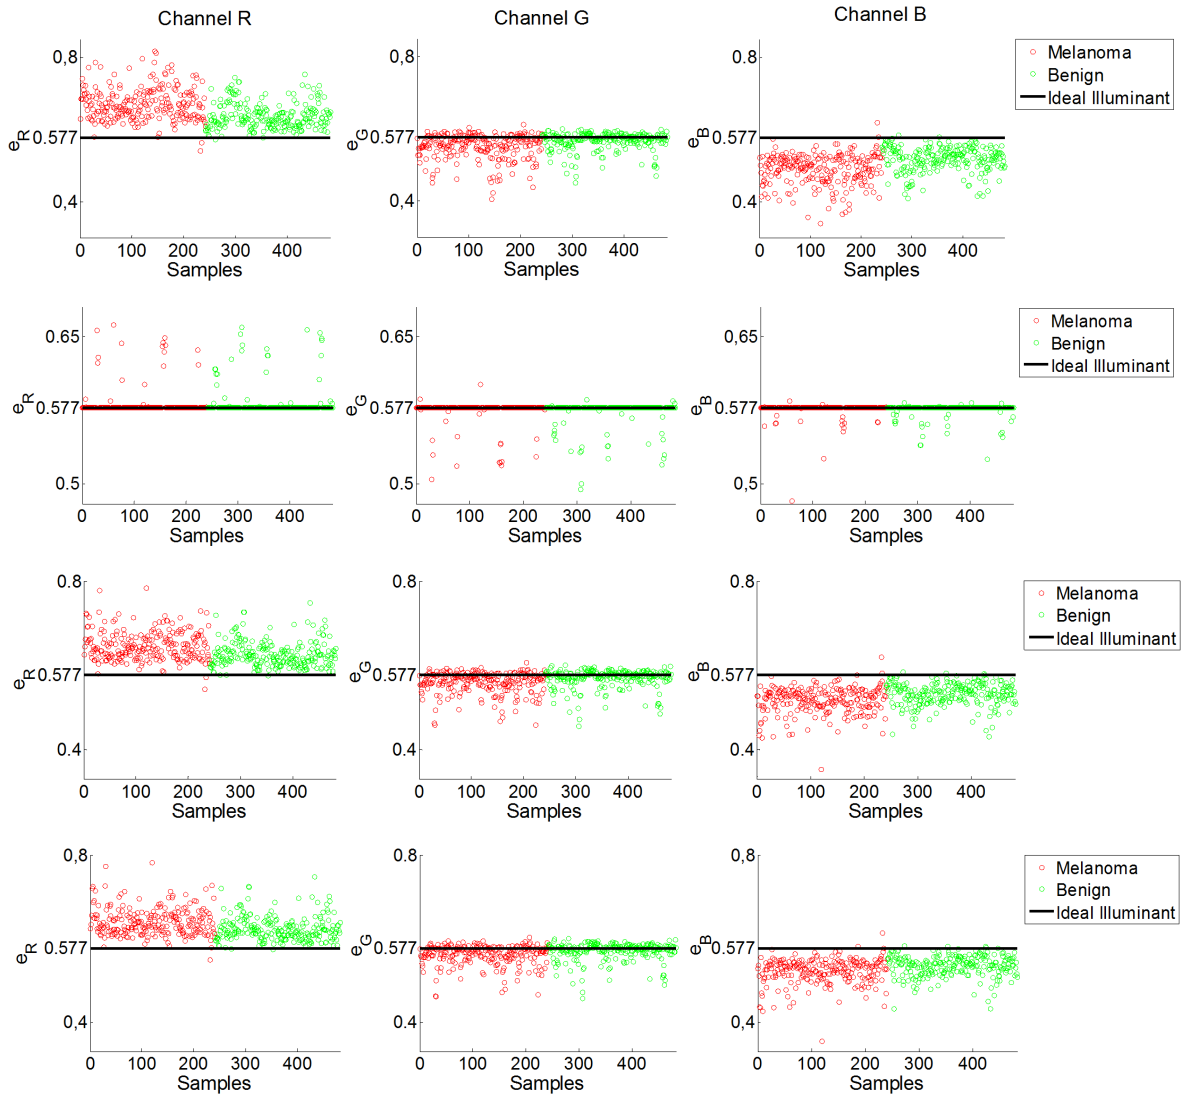 Channel R Channel G Channel B
0.8 0.577 0,4 e_R
0 100 200 300 400
Samples
0.8 0.577 0.4 e_G
0 100 200 300 400
Samples
0.8 0.577 0.4 e_B
0 100 200 300 400
Samples
Melanoma
Benign
Ideal Illuminant
0.65 0.577 0.5 e_R
0 100 200 300 400
Samples
0,65 0.577 0.5 e_G
0 100 200 300 400
Samples
0,65 0.577 0,5 e_B
0 100 200 300 400
Samples
Melanoma
Benign
Ideal Illuminant
0.8 0.577 0.4 e_R
0 100 200 300 400
Samples
0.8 0.577 0.4 e_G
0 100 200 300 400
Samples
0,8 0.577 0.4 e_B
0 100 200 300 400
Samples
Melanoma
Benign
Ideal Illuminant
0,8 0.577 0,4 e_R
0 100 200 300 400
Samples
0.8 0.577 0.4 e_G
0 100 200 300 400
Samples
0,8 0.577 0,4 e_B
0 100 200 300 400
Samples
Melanoma
Benign
Ideal Illuminant